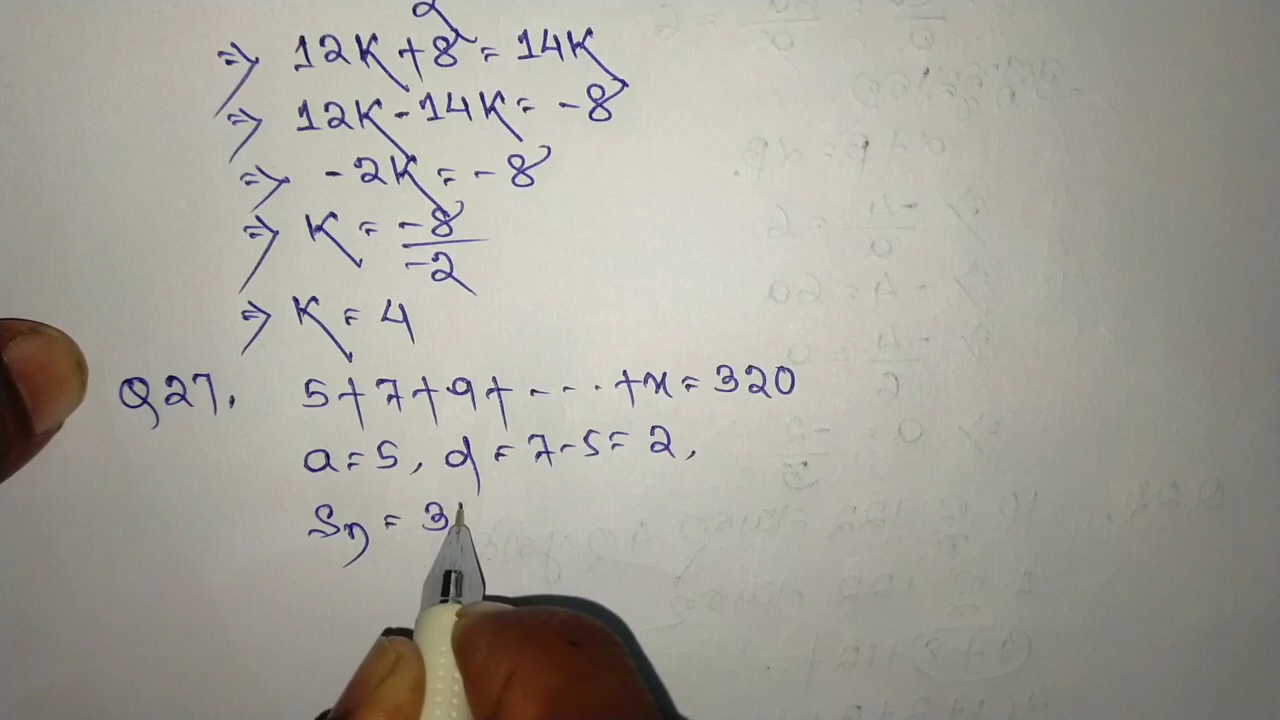 2
⇒ 12K+8 = 14K
⇒ 12K-14K = -8
⇒ -2K = -8
⇒ K = -8/-2
⇒ K = 4
Q27. 5+7+9+----+x = 320
a=5, d=7-5=2,
Sn = 3